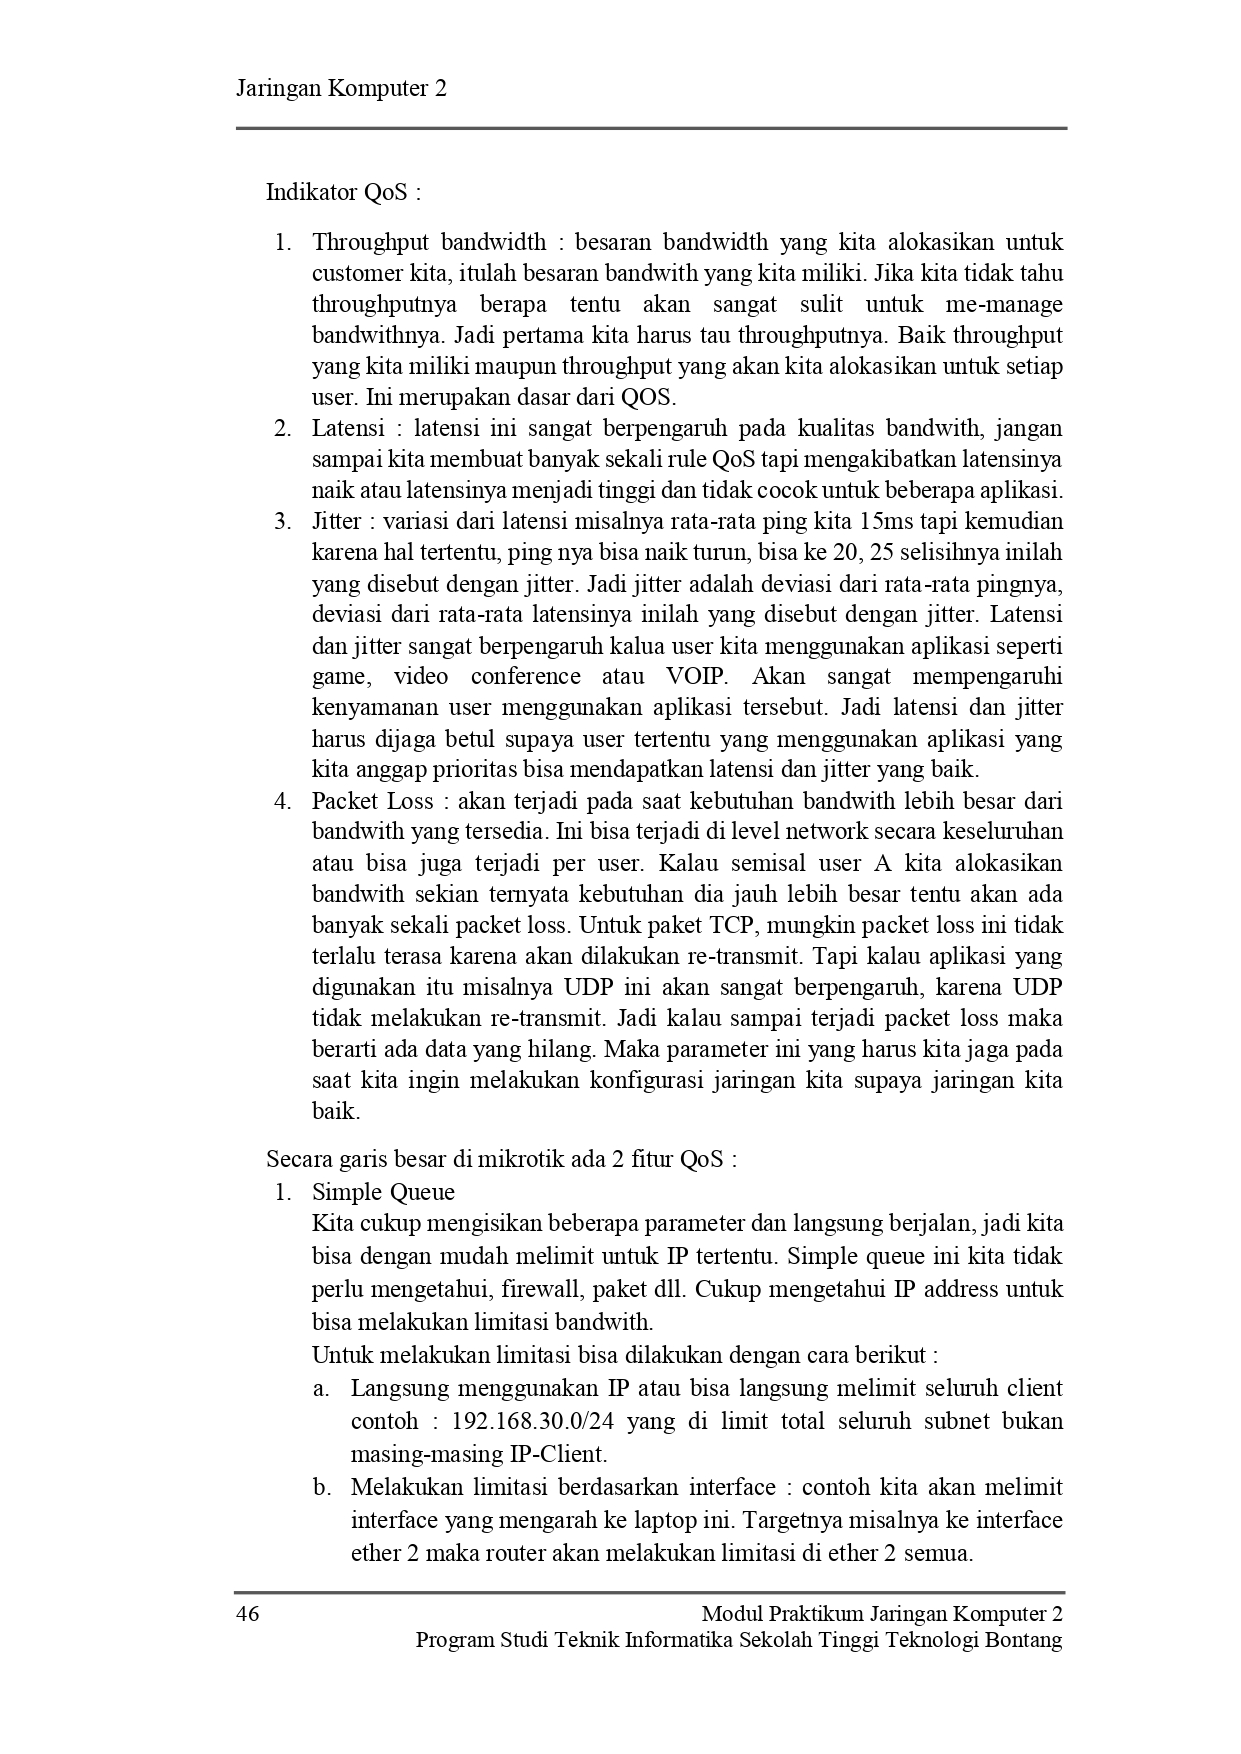 Jaringan Komputer 2
Indikator QoS :
1. Throughput bandwidth : besaran bandwidth yang kita alokasikan untuk
customer kita, itulah besaran bandwith yang kita miliki. Jika kita tidak tahu
throughputnya berapa tentu akan sangat sulit untuk me-manage
bandwithnya. Jadi pertama kita harus tau throughputnya. Baik throughput
yang kita miliki maupun throughput yang akan kita alokasikan untuk setiap
user. Ini merupakan dasar dari QOS.
2. Latensi : latensi ini sangat berpengaruh pada kualitas bandwith, jangan
sampai kita membuat banyak sekali rule QoS tapi mengakibatkan latensinya
naik atau latensinya menjadi tinggi dan tidak cocok untuk beberapa aplikasi.
3. Jitter : variasi dari latensi misalnya rata-rata ping kita 15ms tapi kemudian
karena hal tertentu, ping nya bisa naik turun, bisa ke 20, 25 selisihnya inilah
yang disebut dengan jitter. Jadi jitter adalah deviasi dari rata-rata pingnya,
deviasi dari rata-rata latensinya inilah yang disebut dengan jitter. Latensi
dan jitter sangat berpengaruh kalua user kita menggunakan aplikasi seperti
game, video conference atau VOIP. Akan sangat mempengaruhi
kenyamanan user menggunakan aplikasi tersebut. Jadi latensi dan jitter
harus dijaga betul supaya user tertentu yang menggunakan aplikasi yang
kita anggap prioritas bisa mendapatkan latensi dan jitter yang baik.
4. Packet Loss : akan terjadi pada saat kebutuhan bandwith lebih besar dari
bandwith yang tersedia. Ini bisa terjadi di level network secara keseluruhan
atau bisa juga terjadi per user. Kalau semisal user A kita alokasikan
bandwith sekian ternyata kebutuhan dia jauh lebih besar tentu akan ada
banyak sekali packet loss. Untuk paket TCP, mungkin packet loss ini tidak
terlalu terasa karena akan dilakukan re-transmit. Tapi kalau aplikasi yang
digunakan itu misalnya UDP ini akan sangat berpengaruh, karena UDP
tidak melakukan re-transmit. Jadi kalau sampai terjadi packet loss maka
berarti ada data yang hilang. Maka parameter ini yang harus kita jaga pada
saat kita ingin melakukan konfigurasi jaringan kita supaya jaringan kita
baik.
Secara garis besar di mikrotik ada 2 fitur QoS :
1. Simple Queue
Kita cukup mengisikan beberapa parameter dan langsung berjalan, jadi kita
bisa dengan mudah melimit untuk IP tertentu. Simple queue ini kita tidak
perlu mengetahui, firewall, paket dll. Cukup mengetahui IP address untuk
bisa melakukan limitasi bandwith.
Untuk melakukan limitasi bisa dilakukan dengan cara berikut :
a. Langsung menggunakan IP atau bisa langsung melimit seluruh client
contoh : 192.168.30.0/24 yang di limit total seluruh subnet bukan
masing-masing IP-Client.
b. Melakukan limitasi berdasarkan interface : contoh kita akan melimit
interface yang mengarah ke laptop ini. Targetnya misalnya ke interface
ether 2 maka router akan melakukan limitasi di ether 2 semua.
46 Modul Praktikum Jaringan Komputer 2
Program Studi Teknik Informatika Sekolah Tinggi Teknologi Bontang